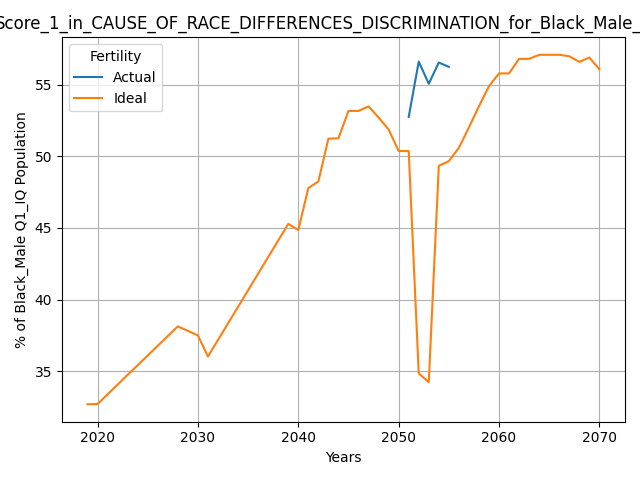 Score_1_in_CAUSE_OF_RACE_DIFFERENCES_DISCRIMINATION_for_Black_Male_
Fertility
Actual
Ideal
55
50
45
40
35
% of Black_Male Q1_IQ Population
2020 2030 2040 2050 2060 2070
Years